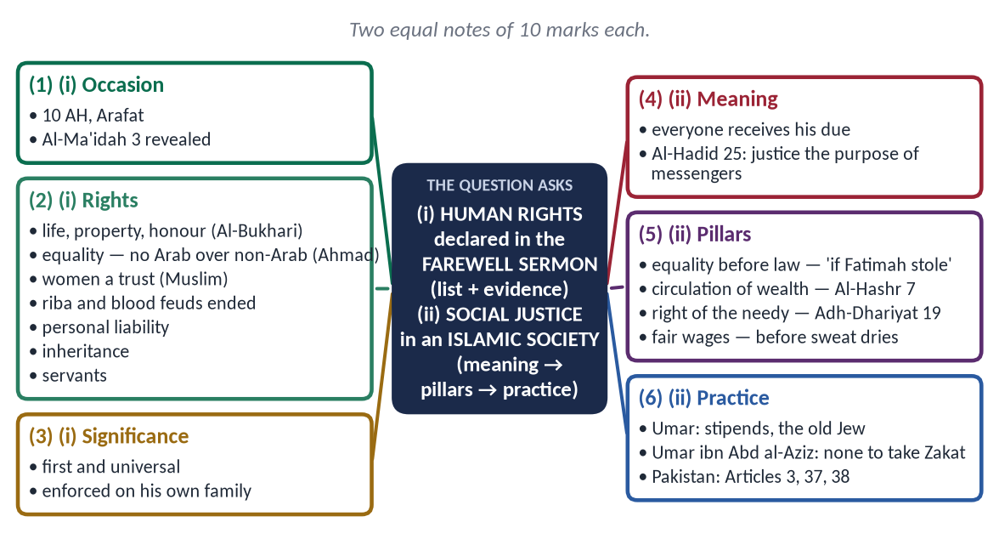 Two equal notes of 10 marks each.
(1) (i) Occasion
• 10 AH, Arafat
• Al-Ma'idah 3 revealed
(2) (i) Rights
• life, property, honour (Al-Bukhari)
• equality — no Arab over non-Arab (Ahmad)
• women a trust (Muslim)
• riba and blood feuds ended
• personal liability
• inheritance
• servants
(3) (i) Significance
• first and universal
• enforced on his own family
THE QUESTION ASKS
(i) HUMAN RIGHTS
declared in the
FAREWELL SERMON
(list + evidence)
(ii) SOCIAL JUSTICE
in an ISLAMIC SOCIETY
(meaning →
pillars → practice)
(4) (ii) Meaning
• everyone receives his due
• Al-Hadid 25: justice the purpose of
messengers
(5) (ii) Pillars
• equality before law — 'if Fatimah stole'
• circulation of wealth — Al-Hashr 7
• right of the needy — Adh-Dhariyat 19
• fair wages — before sweat dries
(6) (ii) Practice
• Umar: stipends, the old Jew
• Umar ibn Abd al-Aziz: none to take Zakat
• Pakistan: Articles 3, 37, 38